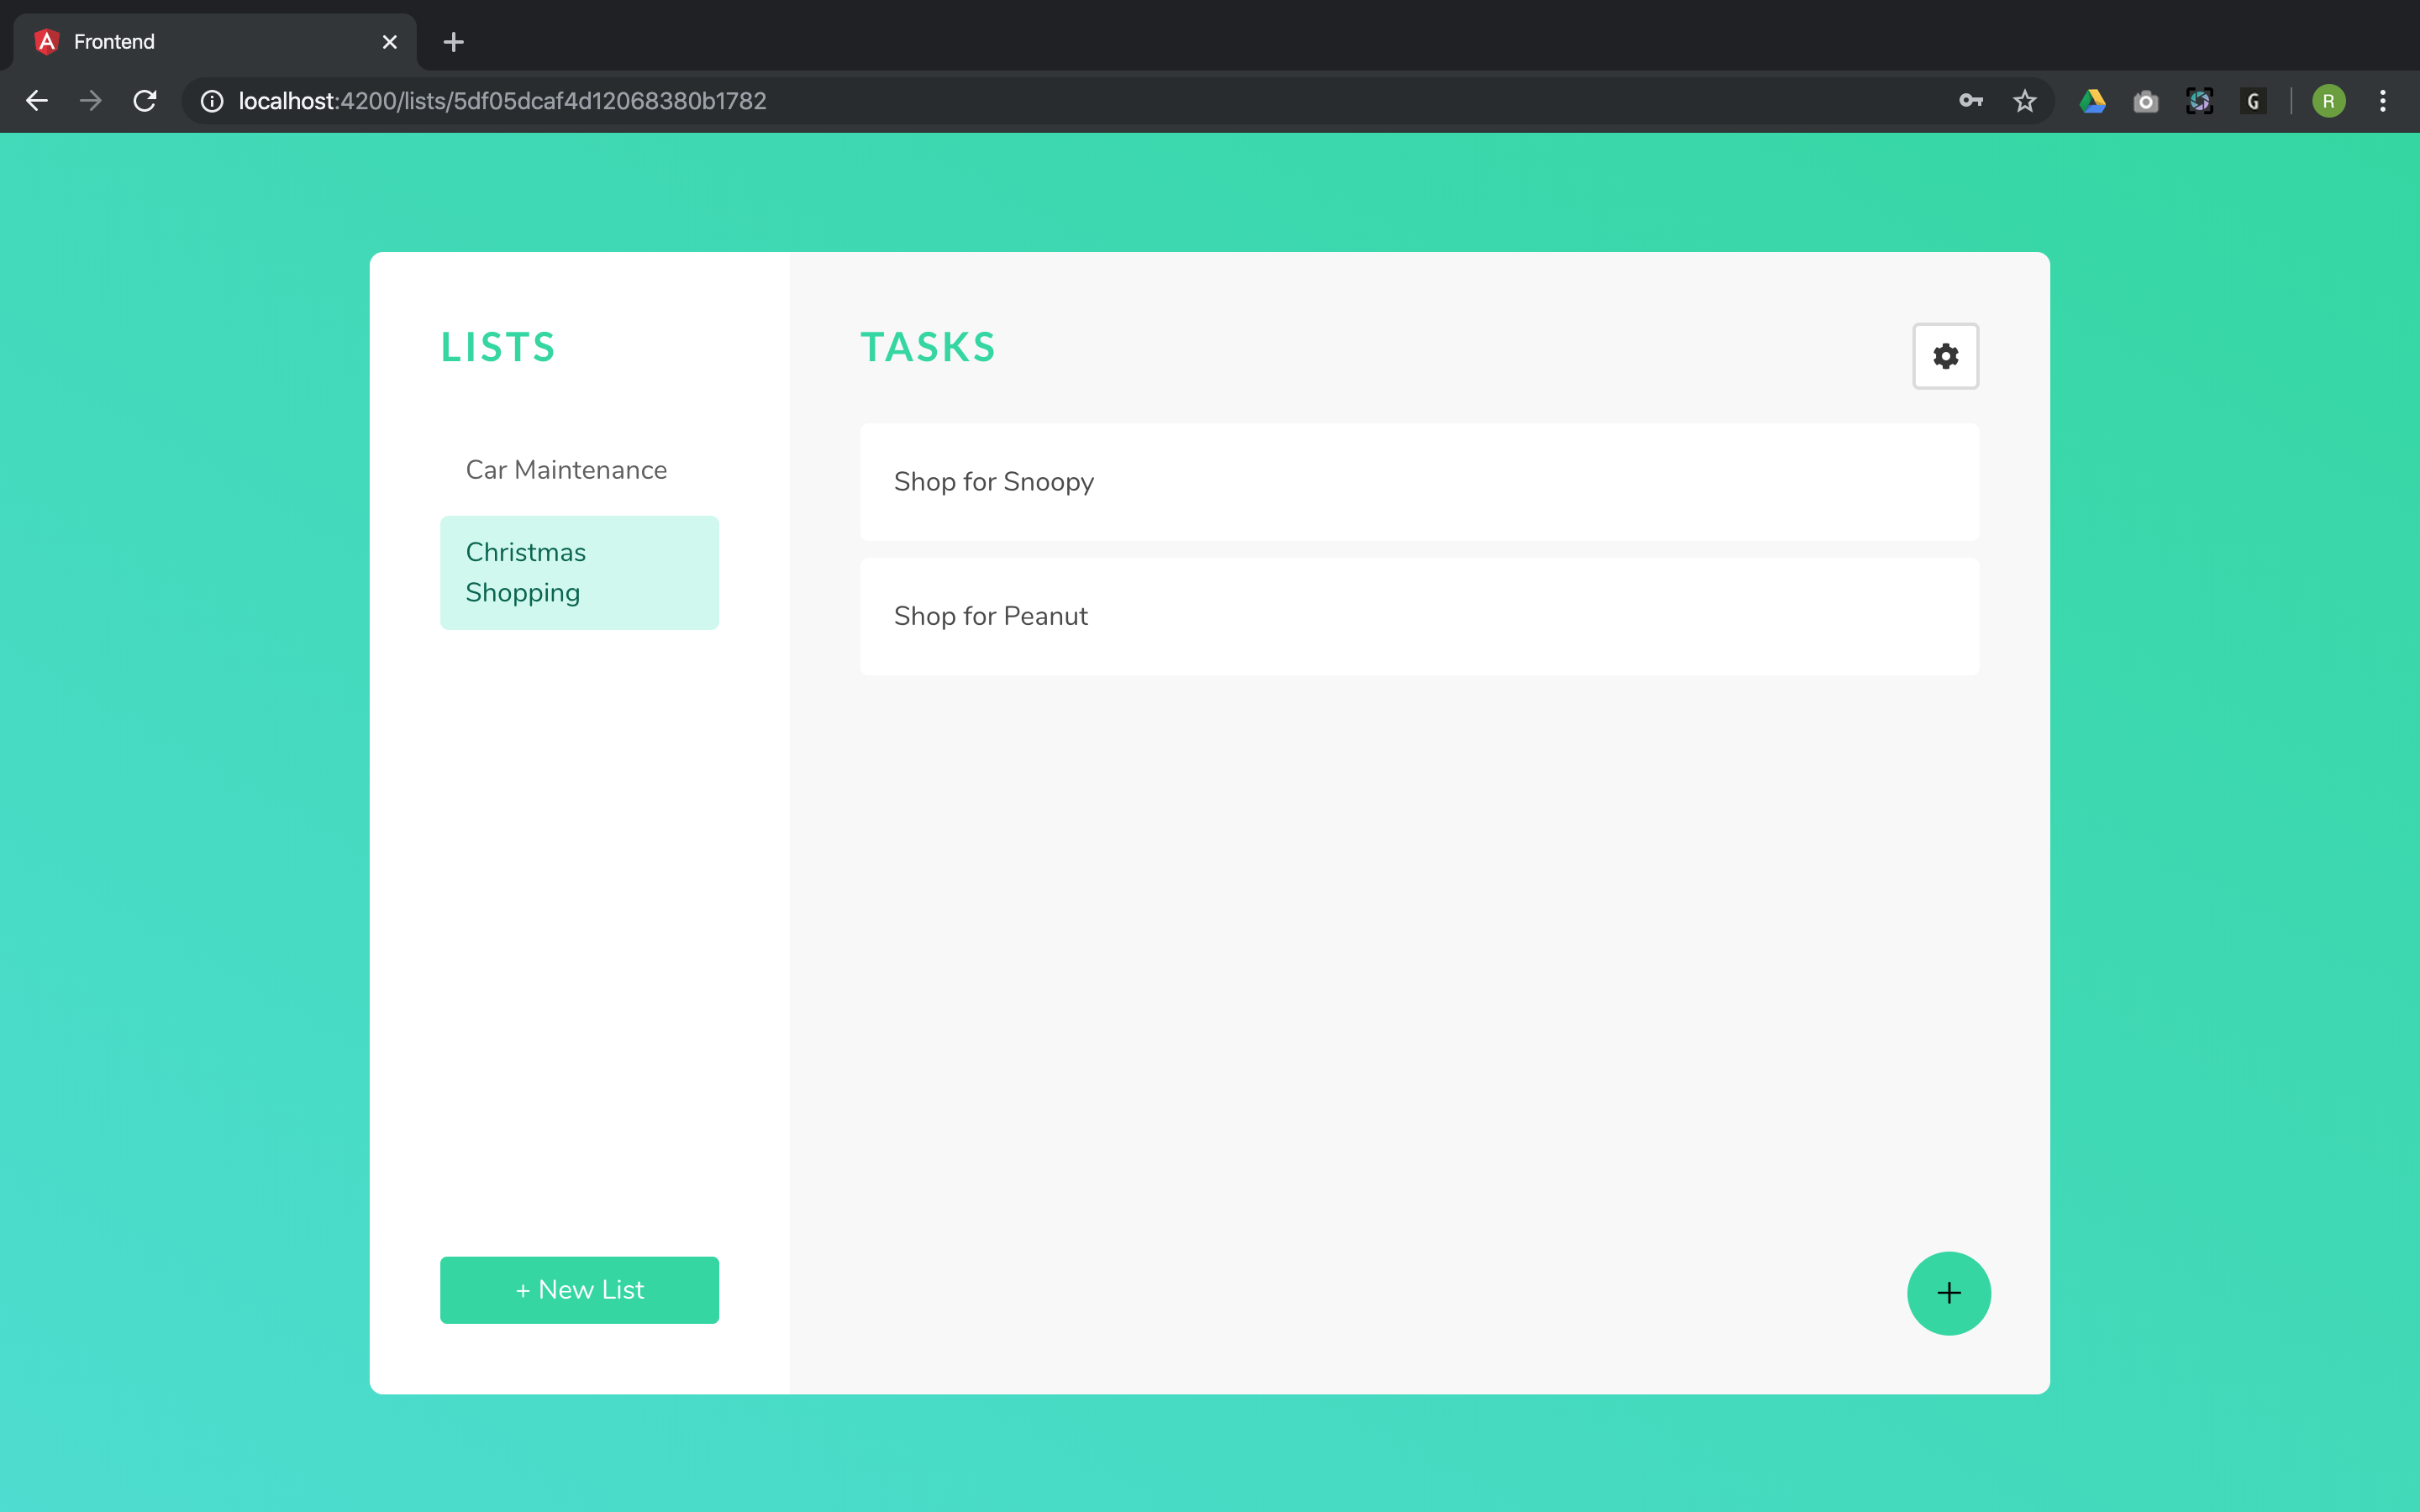 Frontend
localhost:4200/lists/5df05dcaf4d12068380b1782
G
R
LISTS
Car Maintenance
Christmas
Shopping
+ New List
TASKS
Shop for Snoopy
Shop for Peanut
+